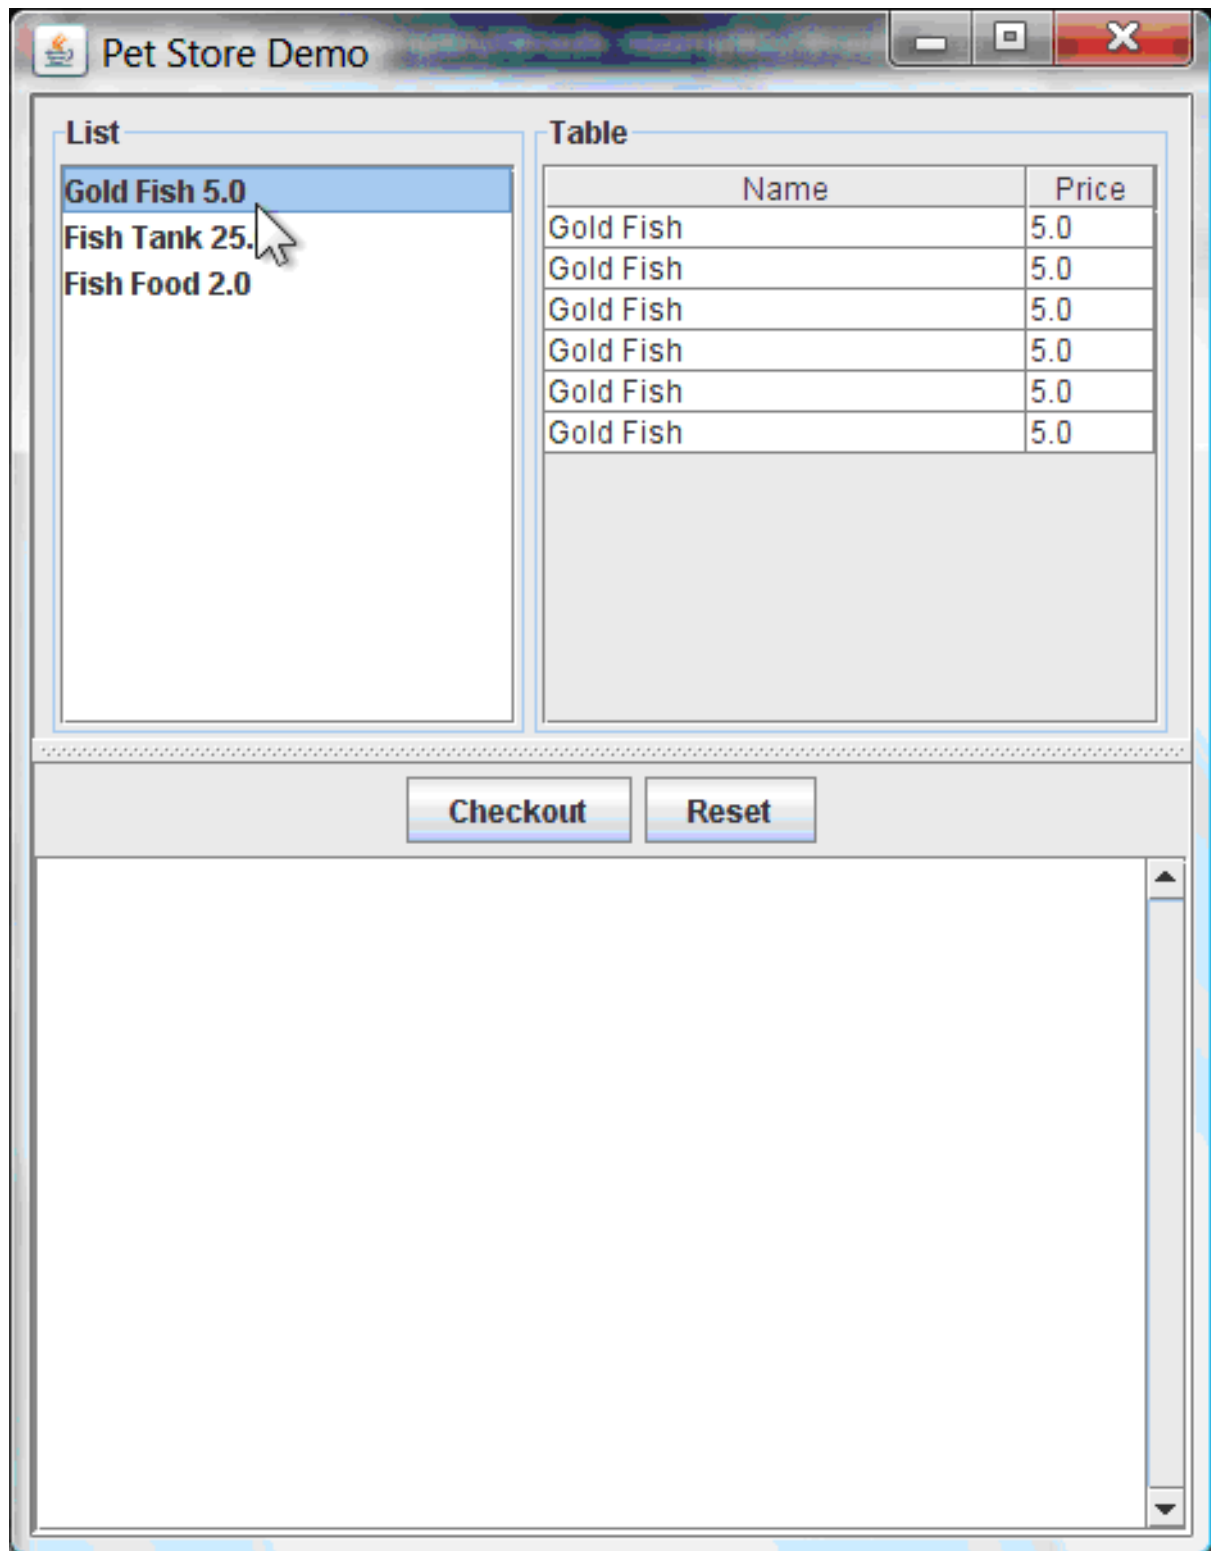 Pet Store Demo
List
Gold Fish 5.0
Fish Tank 25.
Fish Food 2.0
Table
Name Price
Gold Fish 5.0
Gold Fish 5.0
Gold Fish 5.0
Gold Fish 5.0
Gold Fish 5.0
Gold Fish 5.0
Checkout Reset